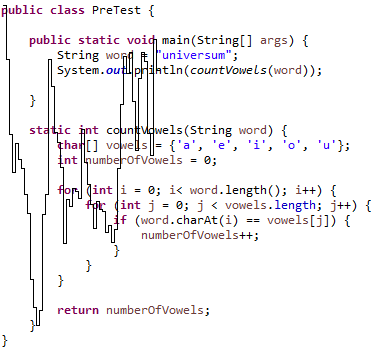 public class PreTest {
public static void main(String[] args) {
String word = "universum";
System.out.println(countVowels(word));
}
static int countVowels(String word) {
char[] vowels = {'a', 'e', 'i', 'o', 'u'};
int numberOfVowels = 0;
for (int i = 0; i< word.length(); i++) {
for (int j = 0; j < vowels.length; j++) {
if (word.charAt(i) == vowels[j]) {
numberOfVowels++;
}
}
}
return numberOfVowels;
}
}